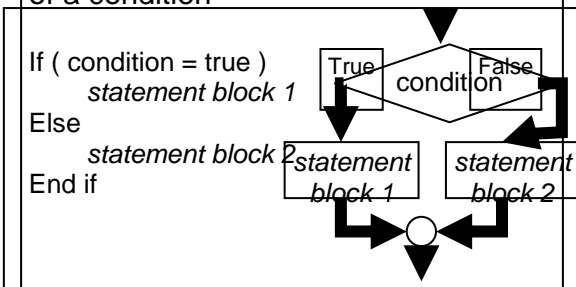 of a condition
If ( condition = true )
statement block 1
Else
statement block 2
End if
True
condition
False
statement
block 1
statement
block 2